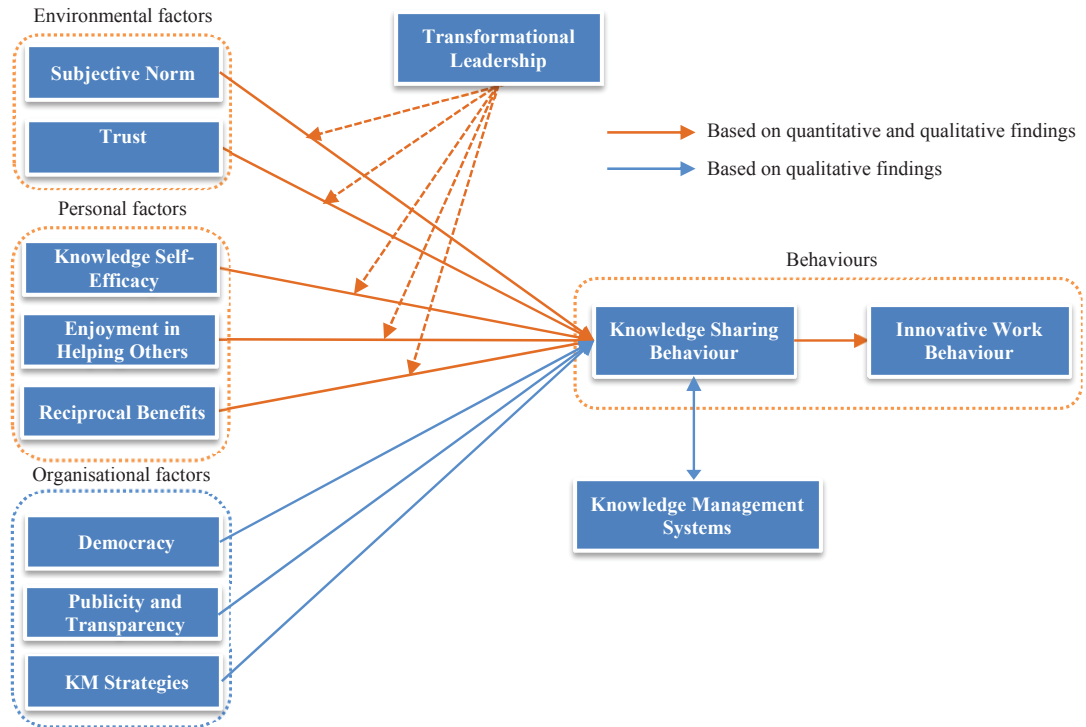 Environmental factors
Subjective Norm
Trust
Transformational
Leadership
Based on quantitative and qualitative findings
Based on qualitative findings
Personal factors
Knowledge Self-
Efficacy
Enjoyment in
Helping Others
Reciprocal Benefits
Behaviours
Knowledge Sharing
Behaviour
Innovative Work
Behaviour
Knowledge Management
Systems
Organisational factors
Democracy
Publicity and
Transparency
KM Strategies